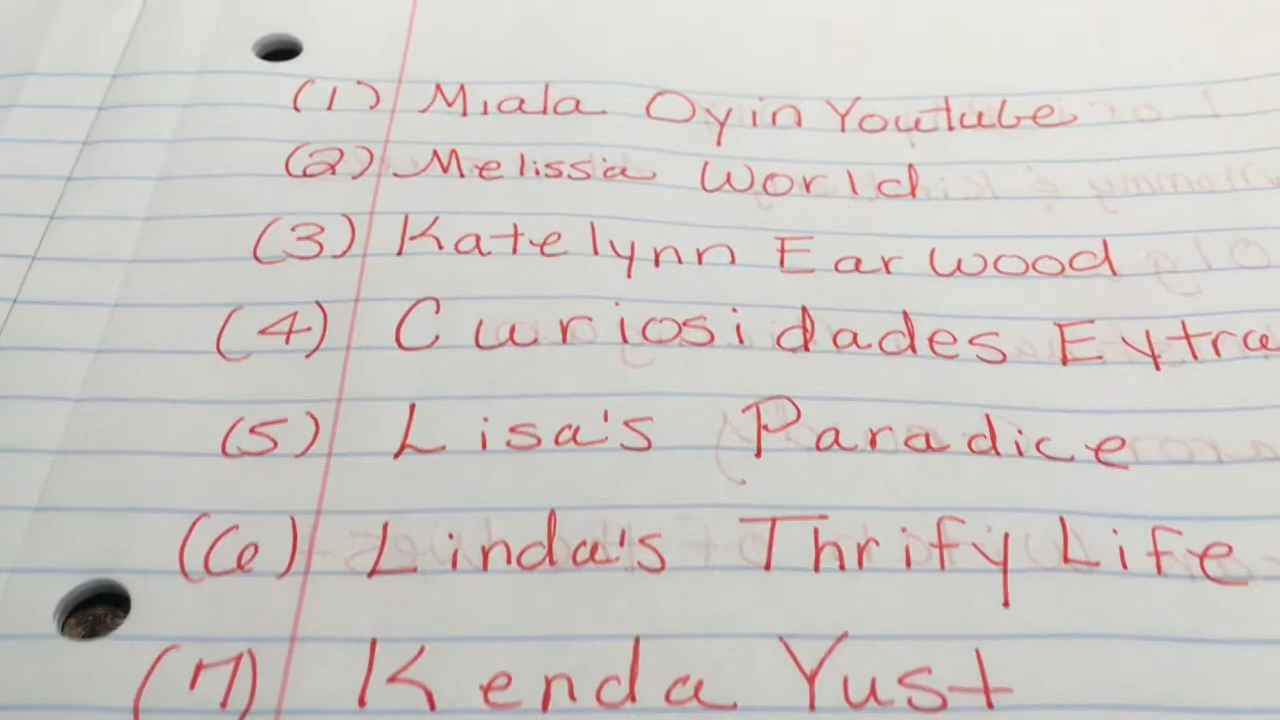 (1) Miala Oyin Youtube
(2) Melissa World
(3) Katelynn Earwood
(4) Curiosidades Extra
(5) Lisa's Paradice
(6) Linda's Thrify Life
(7) Kenda Yust